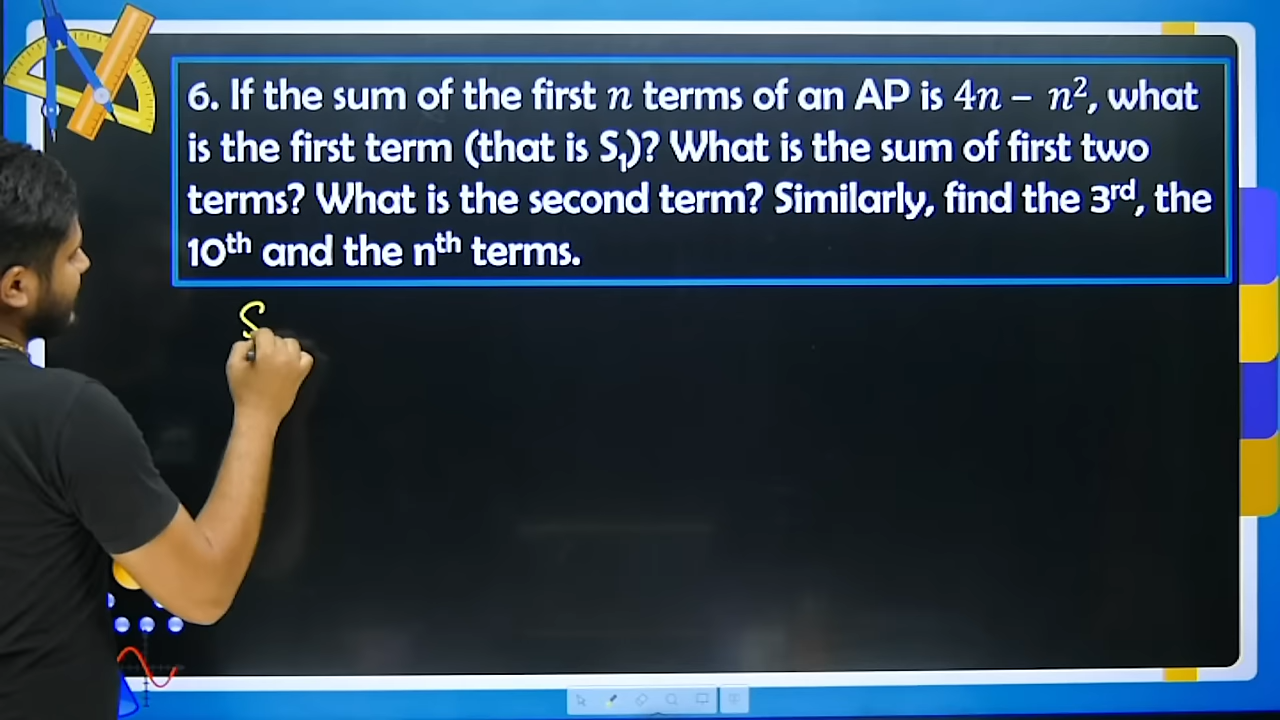 6. If the sum of the first n terms of an AP is 4n – n², what
is the first term (that is S₁)? What is the sum of first two
terms? What is the second term? Similarly, find the 3ʳᵈ, the
10ᵗʰ and the nᵗʰ terms.
S